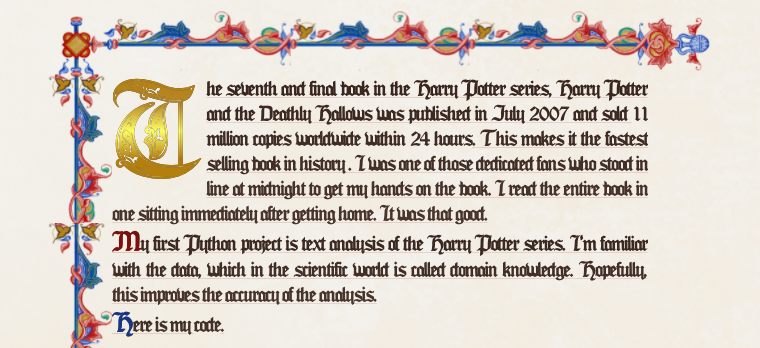 The seventh and final book in the Harry Potter series, Harry Potter
and the Deathly Hallows was published in July 2007 and sold 11
million copies worldwide within 24 hours. This makes it the fastest
selling book in history . I was one of those dedicated fans who stood in
line at midnight to get my hands on the book. I read the entire book in
one sitting immediately after getting home. It was that good.
My first Python project is text analysis of the Harry Potter series. I'm familiar
with the data, which in the scientific world is called domain knowledge. Hopefully,
this improves the accuracy of the analysis.
Here is my code.